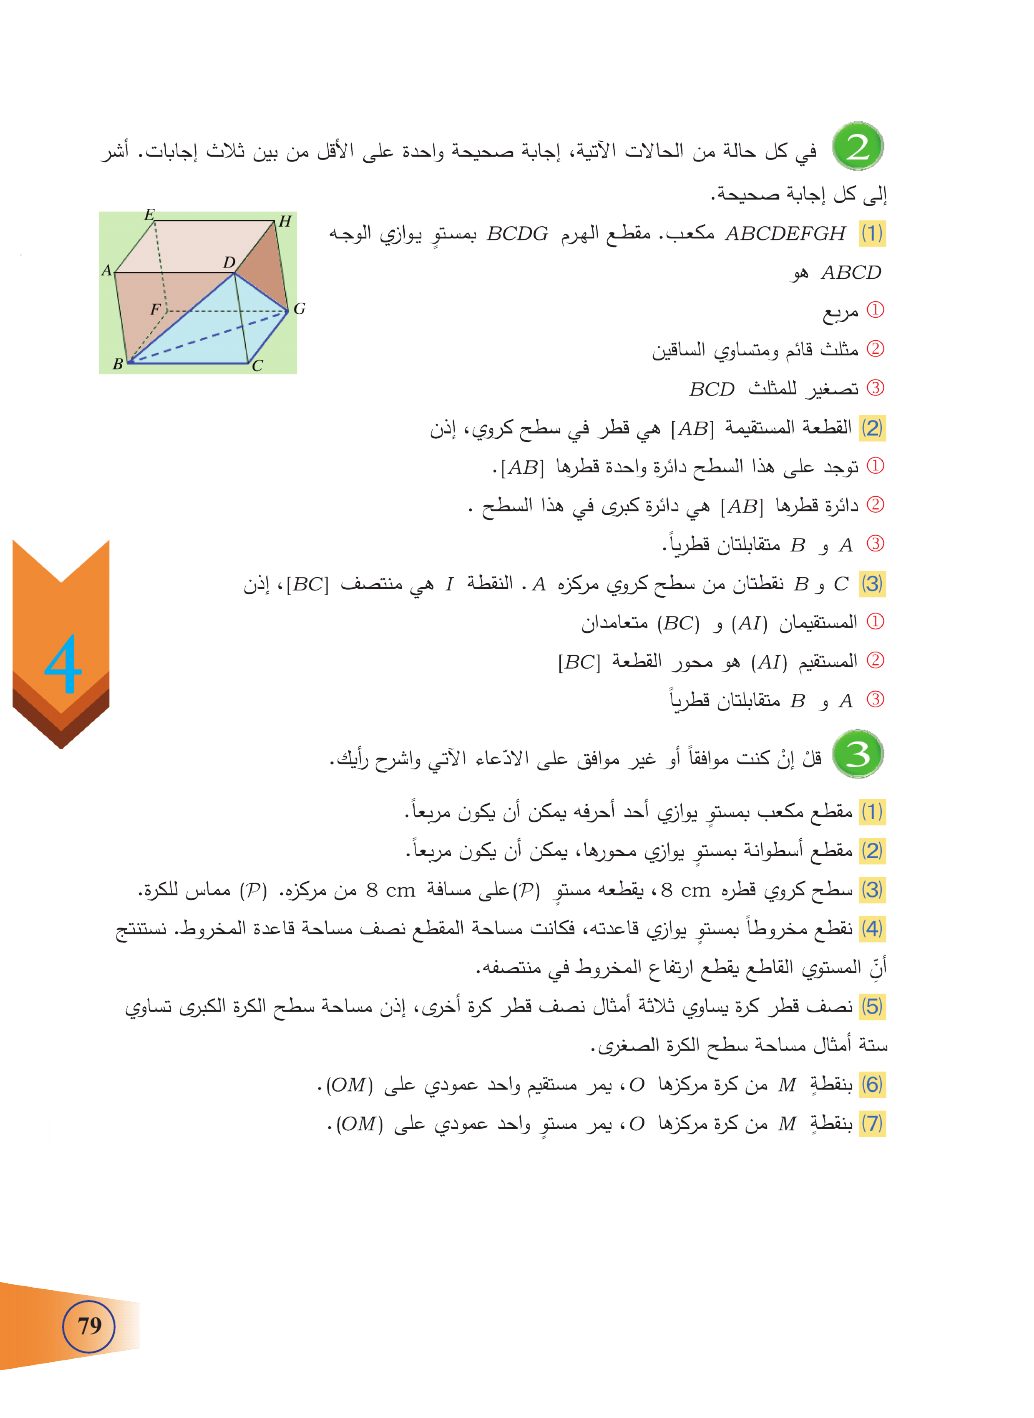 2 في كل حالة من الحالات الآتية، إجابة صحيحة واحدة على الأقل من بين ثلاث إجابات. أشر
إلى كل إجابة صحيحة.
(1) ABCDEFGH مكعب. مقطع الهرم BCDG بمستوٍ يوازي الوجه
ABCD هو
① مربع
② مثلث قائم ومتساوي الساقين
③ تصغير للمثلث BCD
E
H
A
D
F
G
B
C
(2) القطعة المستقيمة [AB] هي قطر في سطح كروي، إذن
① توجد على هذا السطح دائرة واحدة قطرها [AB].
② دائرة قطرها [AB] هي دائرة كبرى في هذا السطح .
③ A و B متقابلتان قطرياً.
(3) C و B نقطتان من سطح كروي مركزه A . النقطة I هي منتصف [BC]، إذن
① المستقيمان (AI) و (BC) متعامدان
② المستقيم (AI) هو محور القطعة [BC]
③ A و B متقابلتان قطرياً
4
3 قلْ إنْ كنت موافقاً أو غير موافق على الادّعاء الآتي واشرح رأيك.
(1) مقطع مكعب بمستوٍ يوازي أحد أحرفه يمكن أن يكون مربعاً.
(2) مقطع أسطوانة بمستوٍ يوازي محورها، يمكن أن يكون مربعاً.
(3) سطح كروي قطره 8 cm، يقطعه مستوٍ (P)على مسافة 8 cm من مركزه. (P) مماس للكرة.
(4) نقطع مخروطاً بمستوٍ يوازي قاعدته، فكانت مساحة المقطع نصف مساحة قاعدة المخروط. نستنتج
أنّ المستوي القاطع يقطع ارتفاع المخروط في منتصفه.
(5) نصف قطر كرة يساوي ثلاثة أمثال نصف قطر كرة أخرى، إذن مساحة سطح الكرة الكبرى تساوي
ستة أمثال مساحة سطح الكرة الصغرى.
(6) بنقطةٍ M من كرة مركزها O، يمر مستقيم واحد عمودي على (OM).
(7) بنقطةٍ M من كرة مركزها O، يمر مستوٍ واحد عمودي على (OM).
79